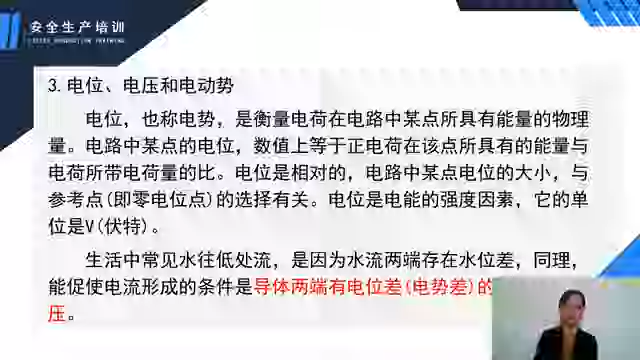 安全生产培训
SAFETY PRODUCTION TRAINING
3.电位、电压和电动势
电位，也称电势，是衡量电荷在电路中某点所具有能量的物理
量。电路中某点的电位，数值上等于正电荷在该点所具有的能量与
电荷所带电荷量的比。电位是相对的，电路中某点电位的大小，与
参考点(即零电位点)的选择有关。电位是电能的强度因素，它的单
位是V(伏特)。
生活中常见水往低处流，是因为水流两端存在水位差，同理，
能促使电流形成的条件是导体两端有电位差(电势差)的
压。